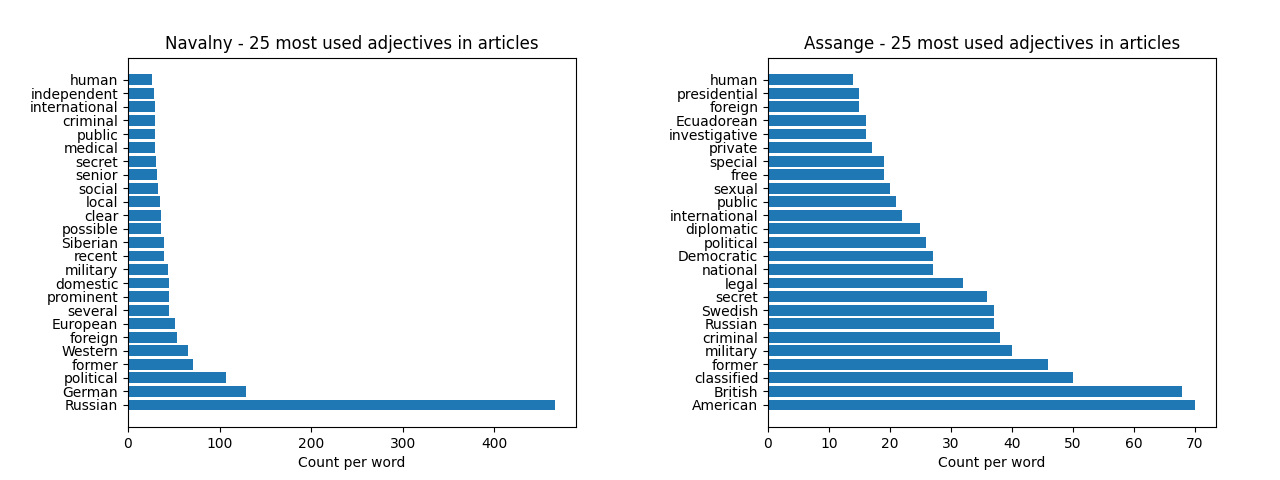 Navalny - 25 most used adjectives in articles
human
independent
international
criminal
public
medical
secret
senior
social
local
clear
possible
Siberian
recent
military
domestic
prominent
several
European
foreign
Western
former
political
German
Russian
0 100 200 300 400
Count per word
Assange - 25 most used adjectives in articles
human
presidential
foreign
Ecuadorean
investigative
private
special
free
sexual
public
international
diplomatic
political
Democratic
national
legal
secret
Swedish
Russian
criminal
military
former
classified
British
American
0 10 20 30 40 50 60 70
Count per word